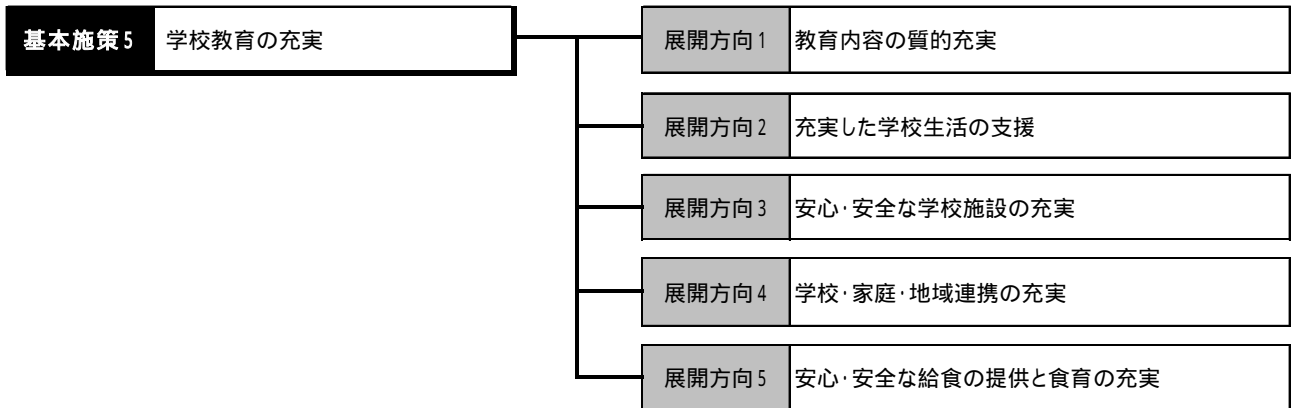 基本施策5 学校教育の充実
展開方向1 教育内容の質的充実
展開方向2 充実した学校生活の支援
展開方向3 安心・安全な学校施設の充実
展開方向4 学校・家庭・地域連携の充実
展開方向5 安心・安全な給食の提供と食育の充実